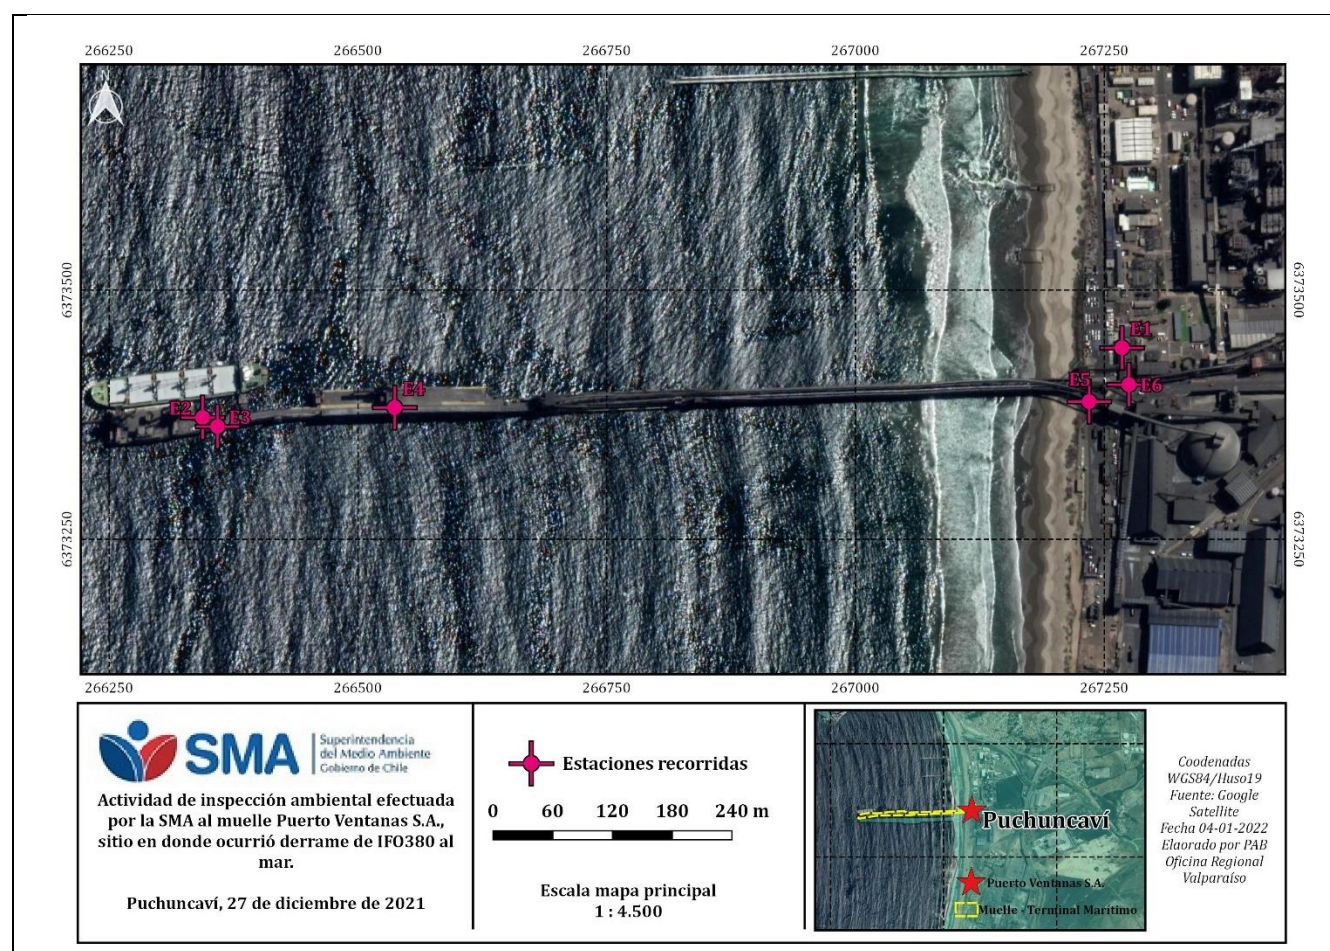 266250 266500 266750 267000 267250
6373500 6373500
E1
E6
E5
E4
E2
E3
6373250 6373250
266250 266500 266750 267000 267250
SMA
Superintendencia
del Medio Ambiente
Gobierno de Chile
Actividad de inspección ambiental efectuada
por la SMA al muelle Puerto Ventanas S.A.,
sitio en donde ocurrió derrame de IFO380 al
mar.
Puchuncaví, 27 de diciembre de 2021
Estaciones recorridas
0 60 120 180 240 m
Escala mapa principal
1 : 4.500
Puchuncaví
Puerto Ventanas S.A.
Muelle - Terminal Marítimo
Coodenadas
WGS84/Huso19
Fuente: Google
Satellite
Fecha 04-01-2022
Elaorado por PAB
Oficina Regional
Valparaíso